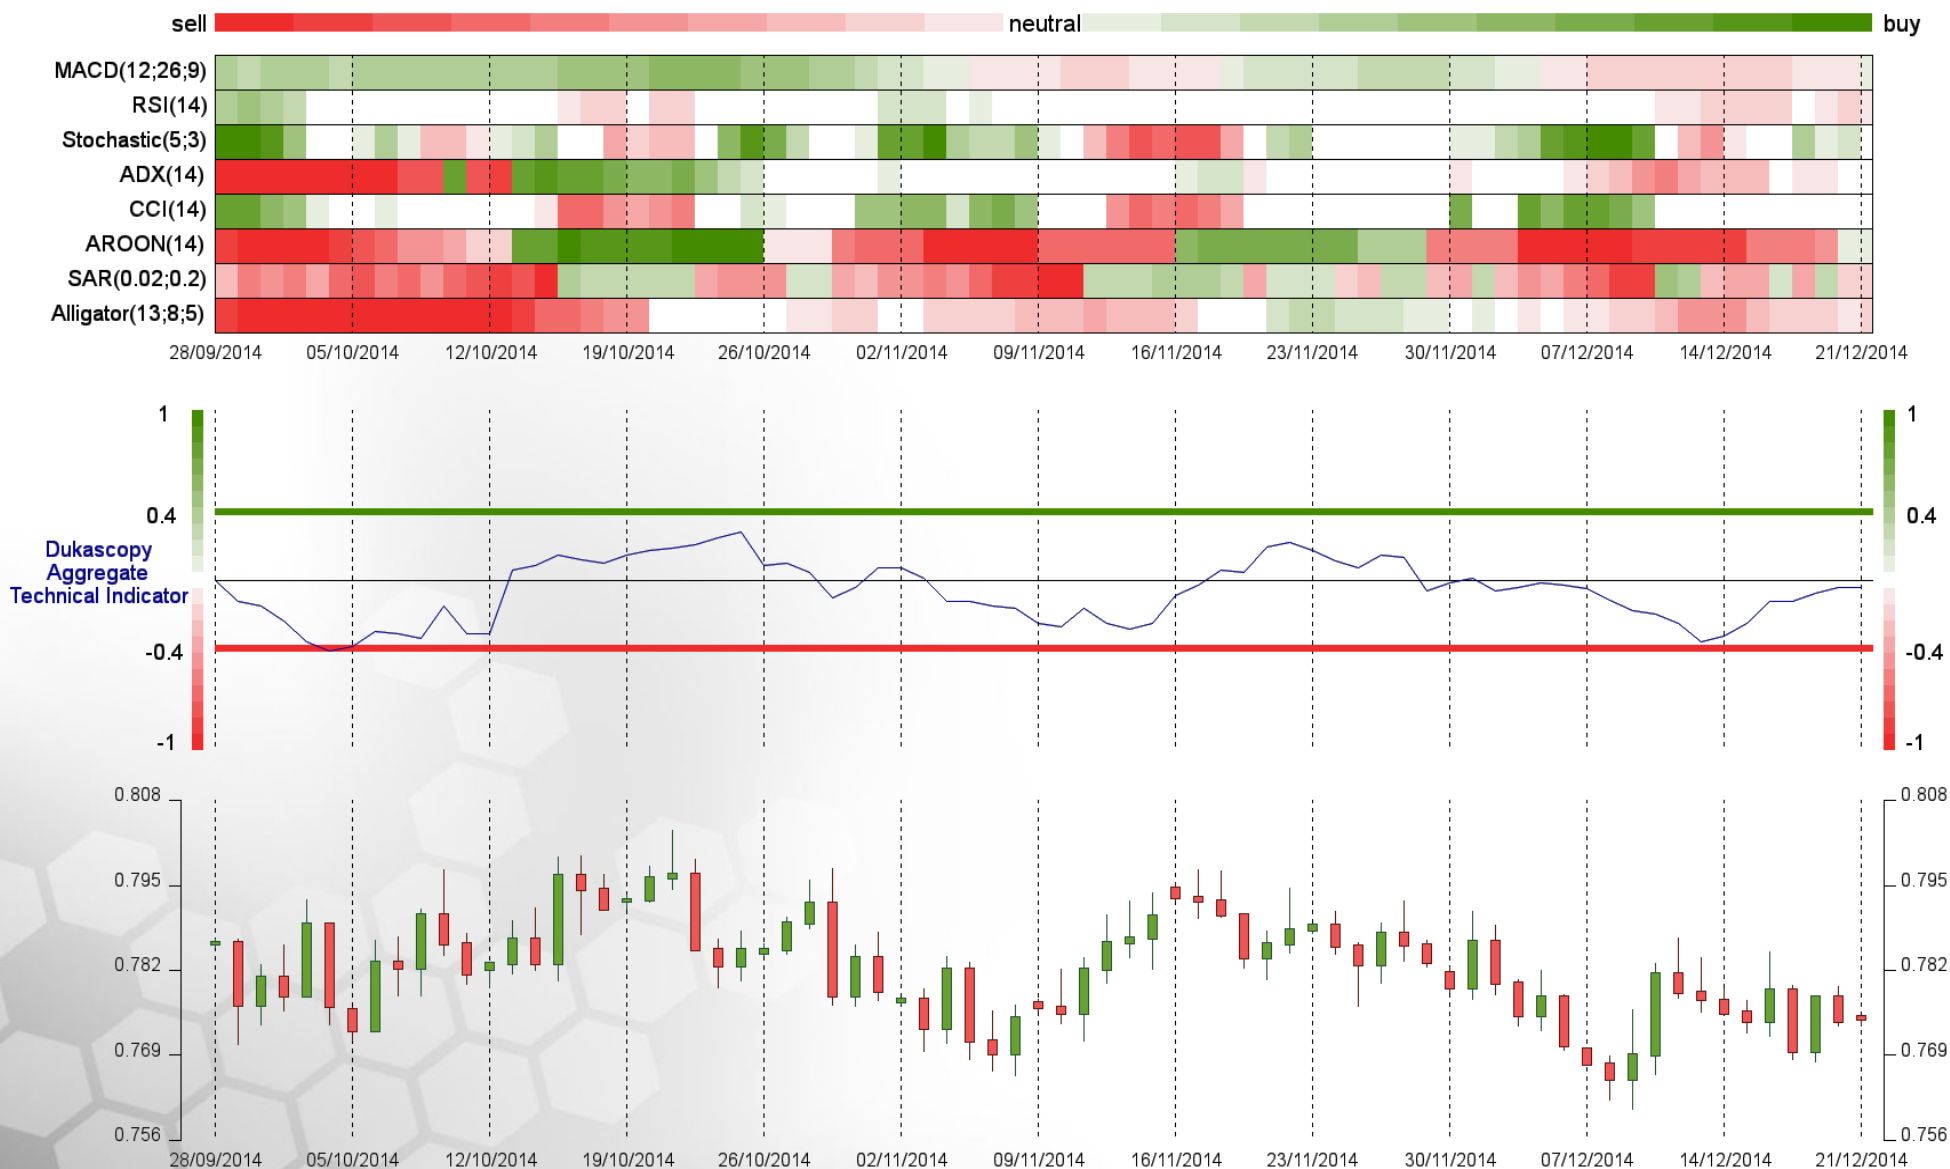 sell neutral buy
MACD(12;26;9)
RSI(14)
Stochastic(5;3)
ADX(14)
CCI(14)
AROON(14)
SAR(0.02;0.2)
Alligator(13;8;5)
28/09/2014 05/10/2014 12/10/2014 19/10/2014 26/10/2014 02/11/2014 09/11/2014 16/11/2014 23/11/2014 30/11/2014 07/12/2014 14/12/2014 21/12/2014
1 1
0.4 0.4
Dukascopy
Aggregate
Technical Indicator
-0.4 -0.4
-1 -1
0.808 0.808
0.795 0.795
0.782 0.782
0.769 0.769
0.756 0.756
28/09/2014 05/10/2014 12/10/2014 19/10/2014 26/10/2014 02/11/2014 09/11/2014 16/11/2014 23/11/2014 30/11/2014 07/12/2014 14/12/2014 21/12/2014